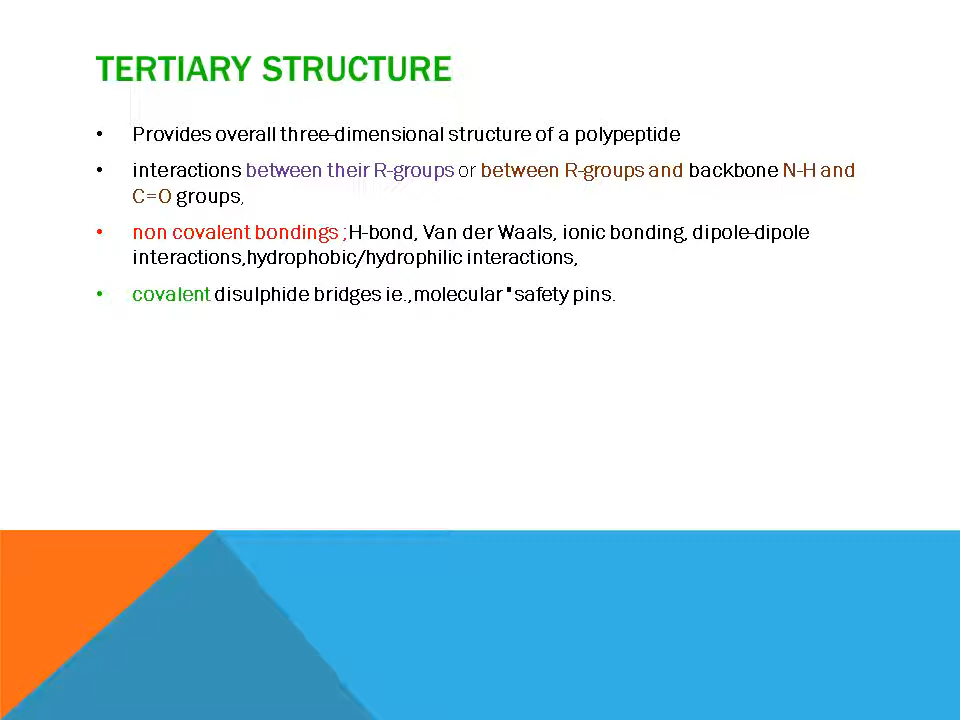 TERTIARY STRUCTURE
• Provides overall three-dimensional structure of a polypeptide
• interactions between their R-groups or between R-groups and backbone N-H and
C=O groups,
• non covalent bondings ;H-bond, Van der Waals, ionic bonding, dipole-dipole
interactions,hydrophobic/hydrophilic interactions,
• covalent disulphide bridges ie.,molecular "safety pins.